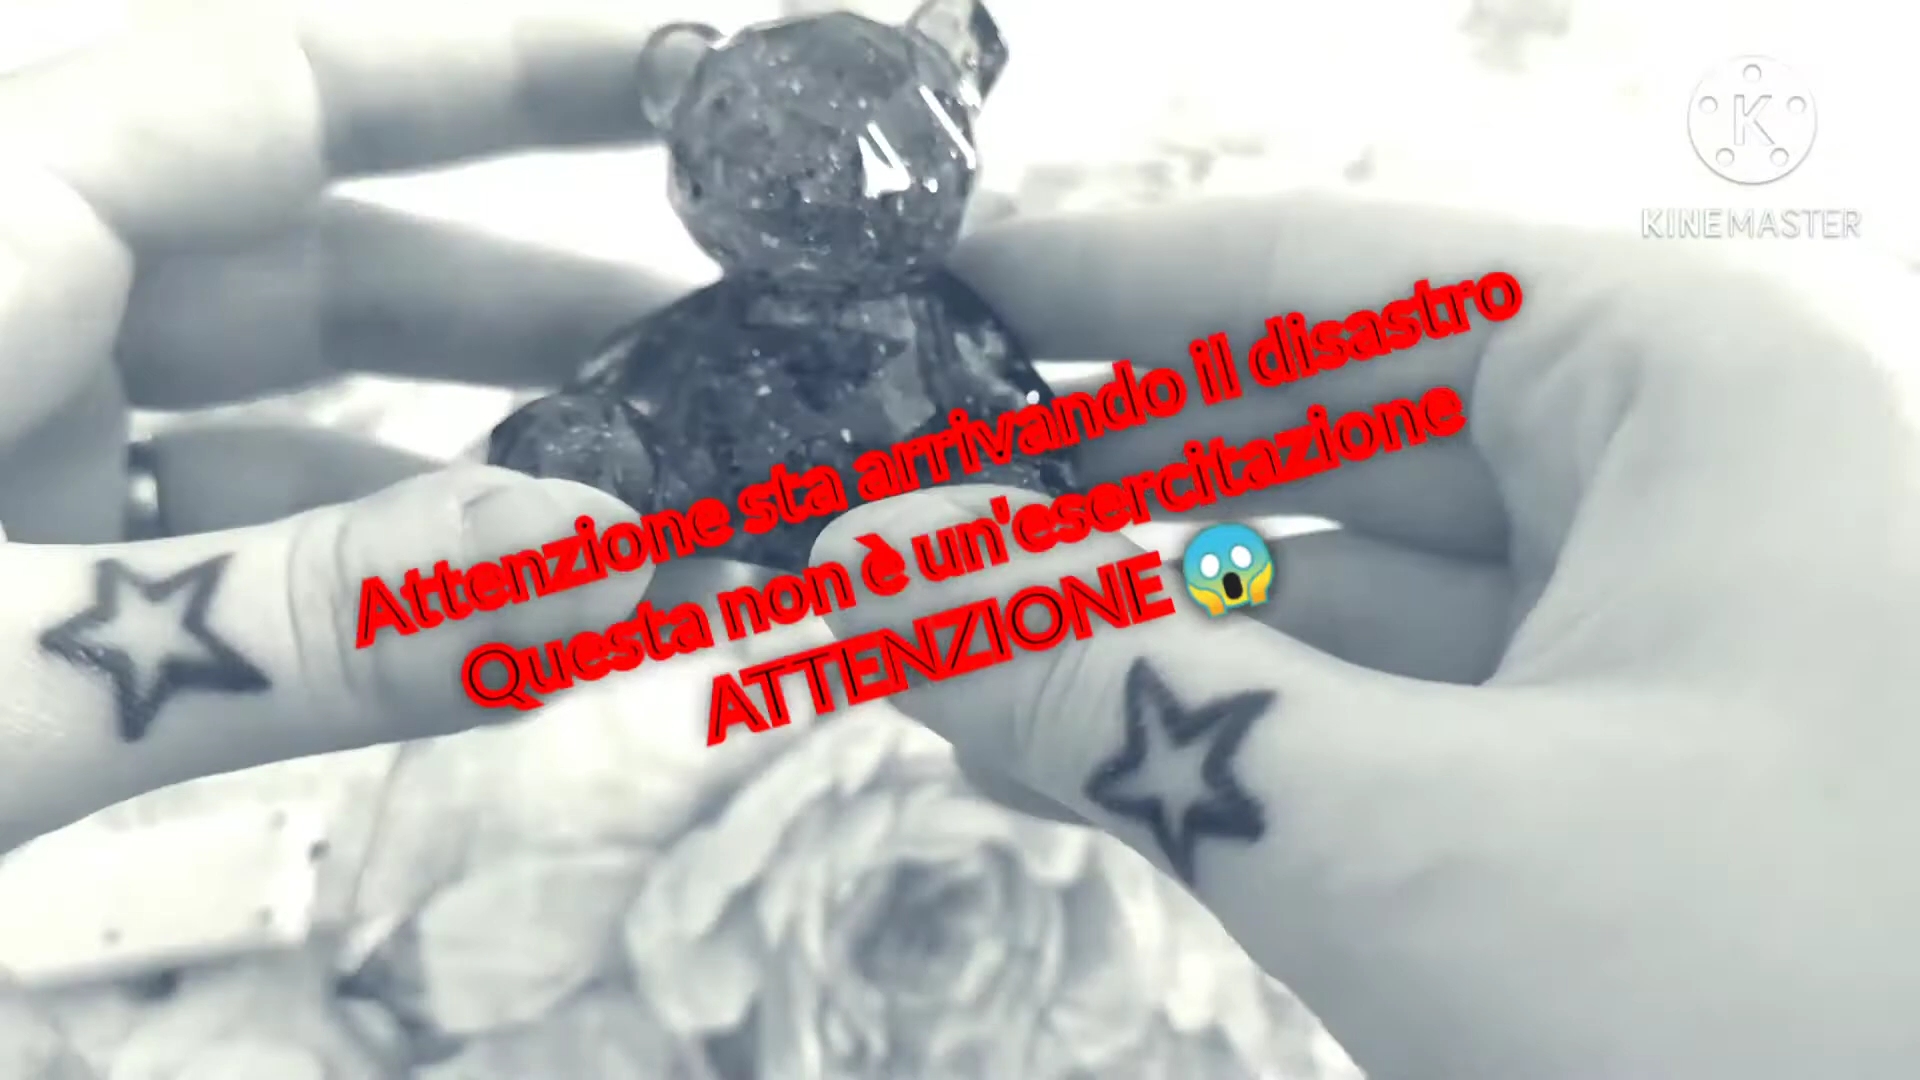 K
KINEMASTER
Attenzione sta arrivando il disastro
Questa non è un'esercitazione
ATTENZIONE 😱